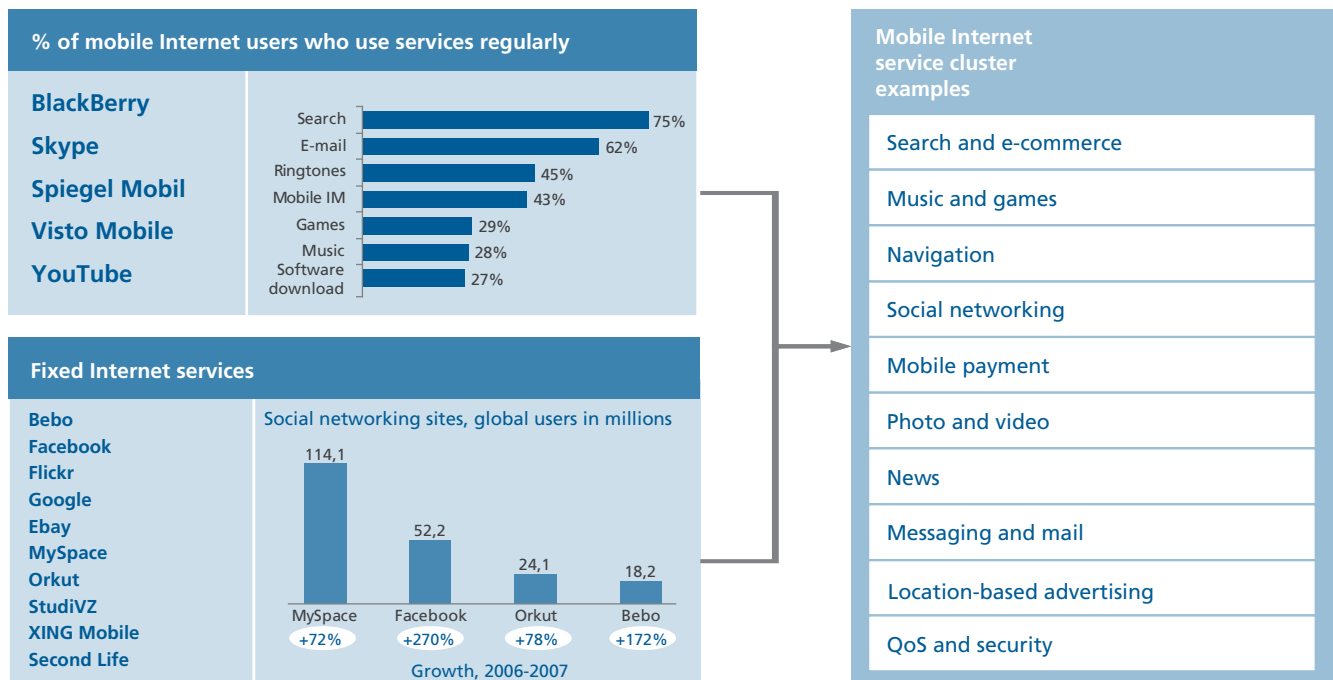 % of mobile Internet users who use services regularly
BlackBerry
Skype
Spiegel Mobil
Visto Mobile
YouTube
Search 75%
E-mail 62%
Ringtones 45%
Mobile IM 43%
Games 29%
Music 28%
Software
download 27%
Fixed Internet services
Bebo
Facebook
Flickr
Google
Ebay
MySpace
Orkut
StudiVZ
XING Mobile
Second Life
Social networking sites, global users in millions
114,1 52,2 24,1 18,2
MySpace Facebook Orkut Bebo
+72% +270% +78% +172%
Growth, 2006-2007
Mobile Internet
service cluster
examples
Search and e-commerce
Music and games
Navigation
Social networking
Mobile payment
Photo and video
News
Messaging and mail
Location-based advertising
QoS and security